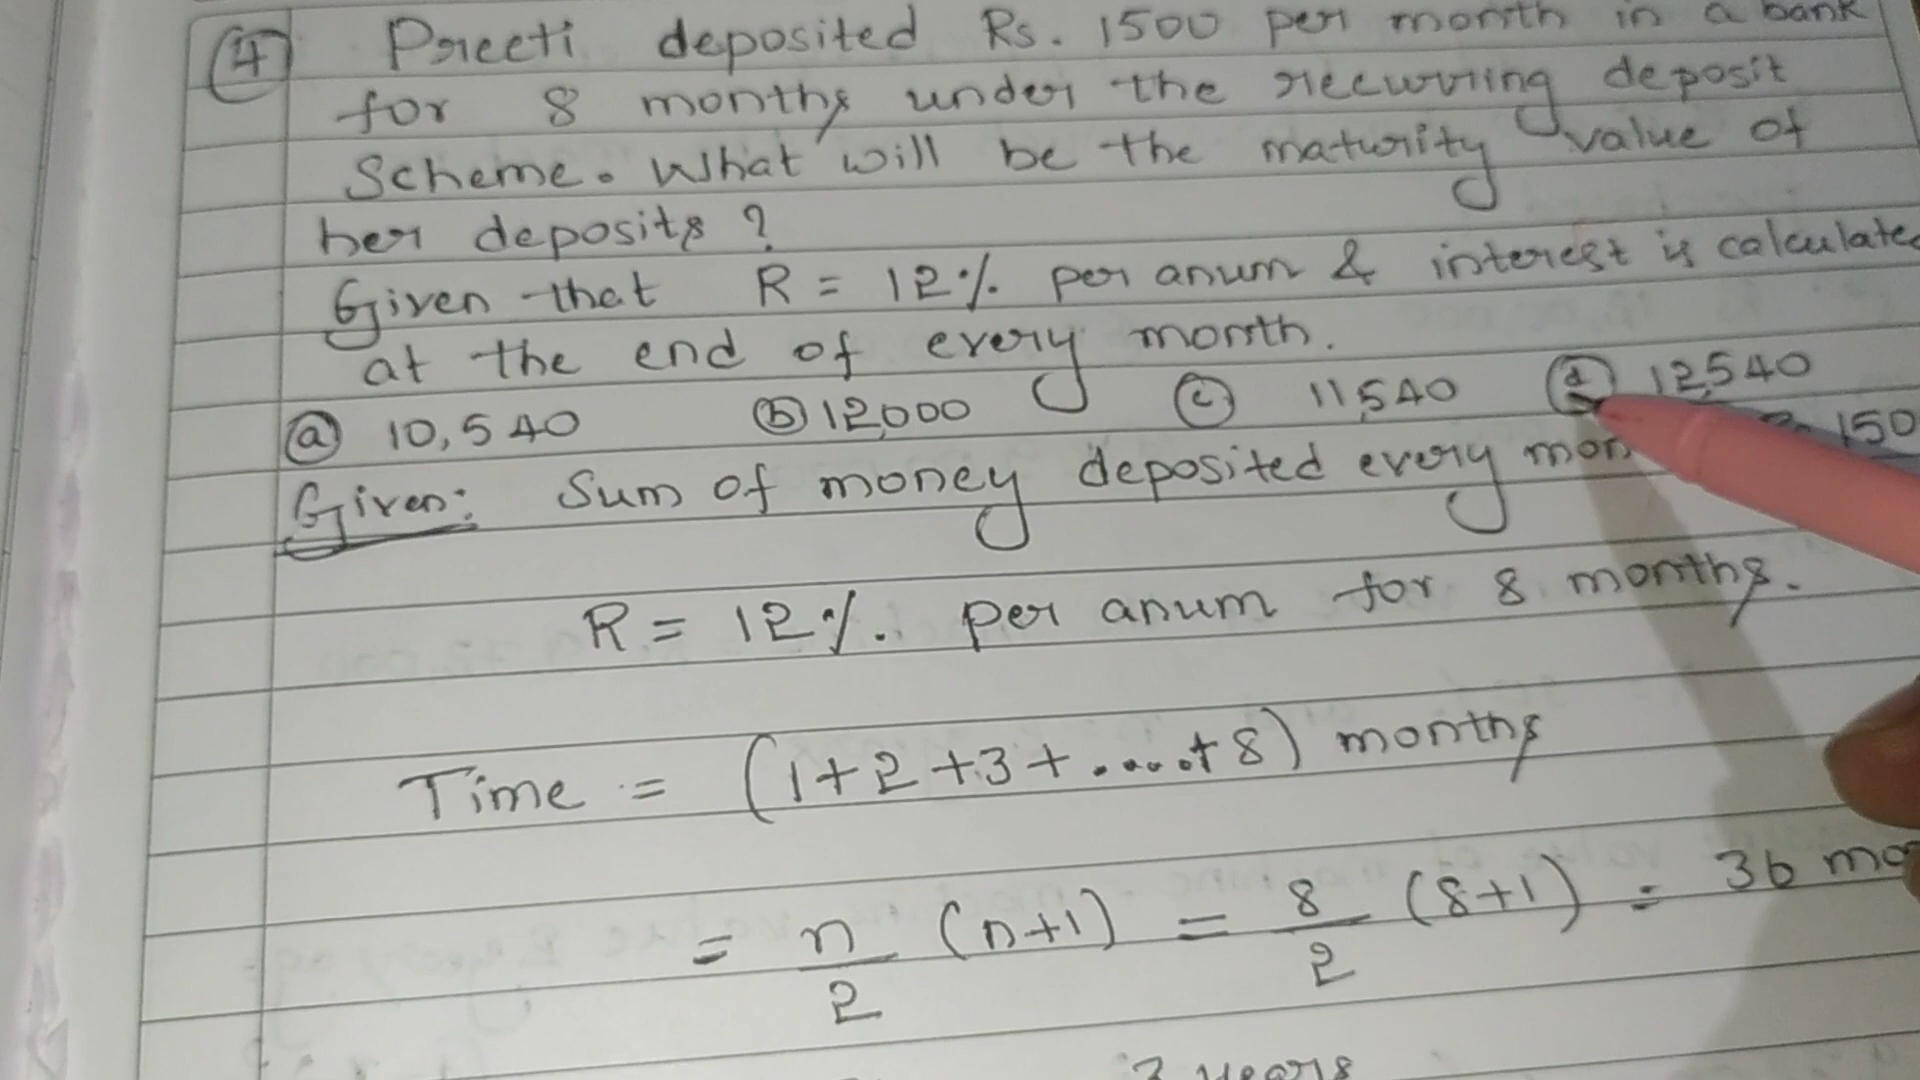 4 Preeti deposited Rs. 1500 per month in a bank
for 8 months under the recurring deposit
Scheme. What will be the maturity value of
her deposits ?
Given that R = 12% per anum & interest is calculated
at the end of every month.
(a) 10,540 (b) 12,000 (c) 11,540 (d) 12,540
Given: Sum of money deposited every mon 150
R = 12%. per anum for 8 months.
Time = (1+2+3+.....+8) months
= n/2 (n+1) = 8/2 (8+1) = 36 mo
3 years